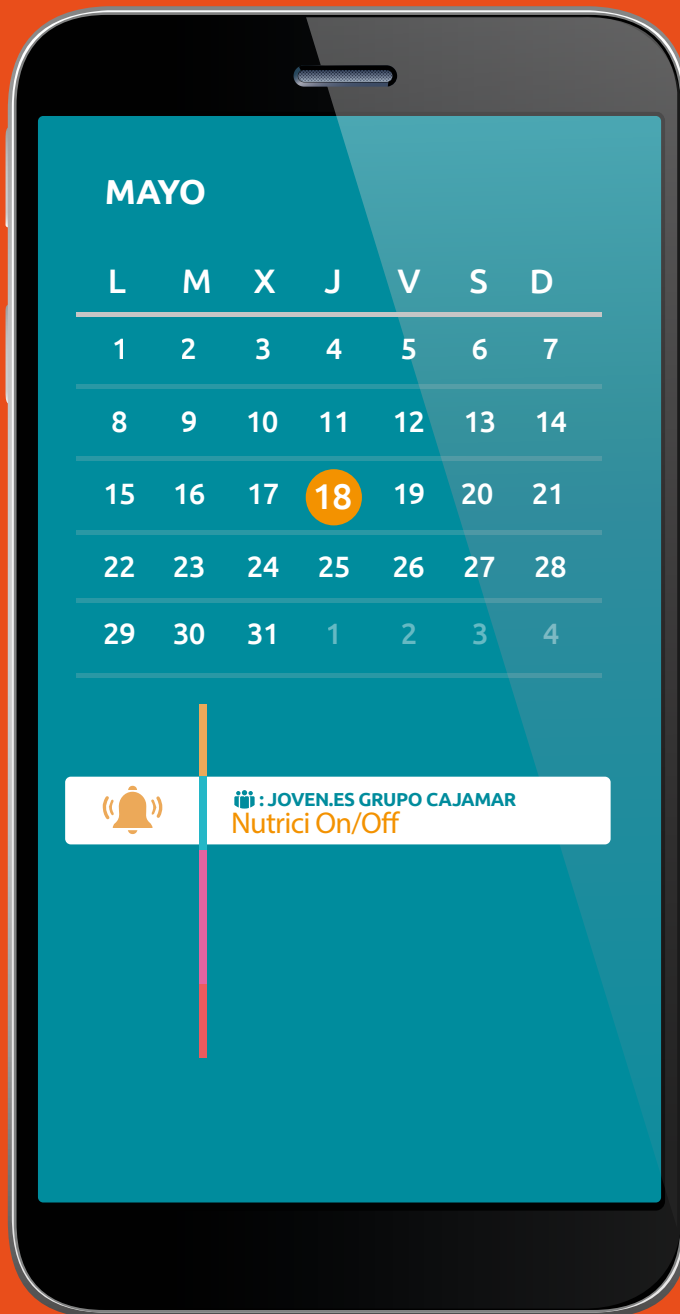 MAYO
L M X J V S D
1 2 3 4 5 6 7
8 9 10 11 12 13 14
15 16 17 18 19 20 21
22 23 24 25 26 27 28
29 30 31 1 2 3 4
: JOVEN.ES GRUPO CAJAMAR
Nutrici On/Off